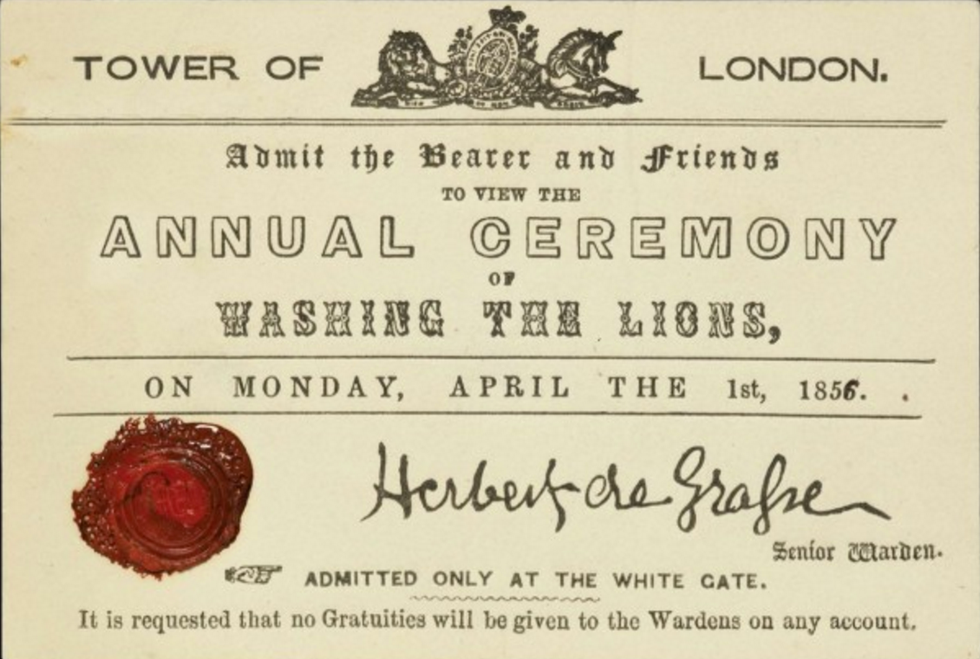 TOWER OF LONDON.
Admit the Bearer and Friends
TO VIEW THE
ANNUAL CEREMONY
OF
WASHING THE LIONS,
ON MONDAY, APRIL THE 1st, 1856.
Herbert de Grasse
Senior Warden.
ADMITTED ONLY AT THE WHITE GATE.
It is requested that no Gratuities will be given to the Wardens on any account.